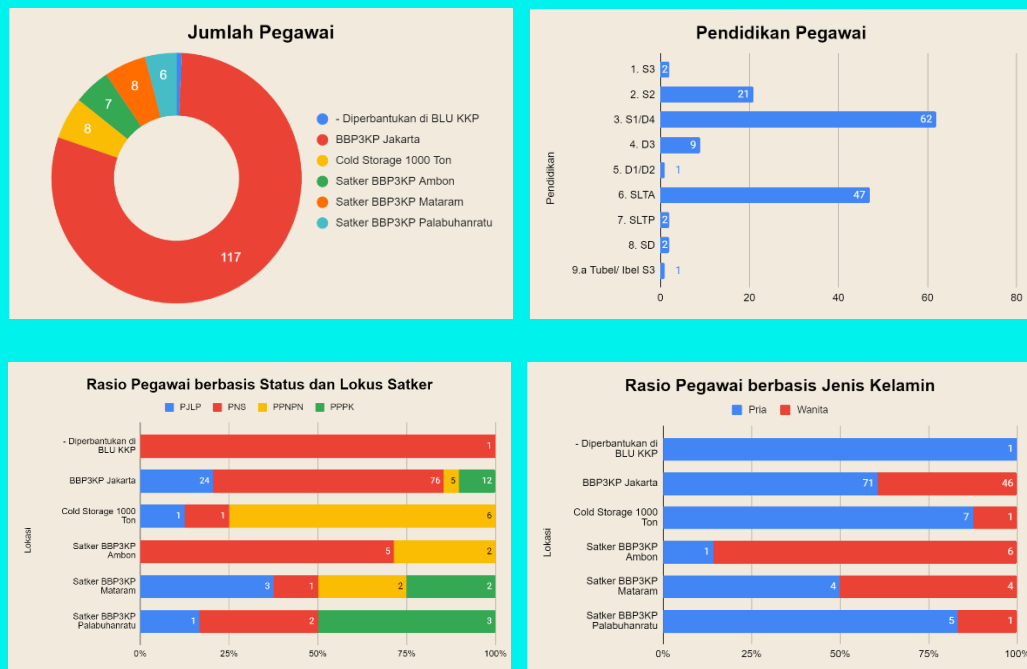 Jumlah Pegawai
6
8
7
8
117
- Diperbantukan di BLU KKP
BBP3KP Jakarta
Cold Storage 1000 Ton
Satker BBP3KP Ambon
Satker BBP3KP Mataram
Satker BBP3KP Palabuhanratu
Pendidikan Pegawai
Pendidikan
1. S3 2
2. S2 21
3. S1/D4 62
4. D3 9
5. D1/D2 1
6. SLTA 47
7. SLTP 2
8. SD 2
9.a Tubel/ Ibel S3 1
0 20 40 60 80
Rasio Pegawai berbasis Status dan Lokus Satker
PJLP PNS PPNPN PPPK
Lokasi
- Diperbantukan di
BLU KKP
1
BBP3KP Jakarta 24 76 5 12
Cold Storage 1000
Ton
1 1 6
Satker BBP3KP
Ambon
5 2
Satker BBP3KP
Mataram
3 1 2 2
Satker BBP3KP
Palabuhanratu
1 2 3
0% 25% 50% 75% 100%
Rasio Pegawai berbasis Jenis Kelamin
Pria Wanita
Lokasi
- Diperbantukan di
BLU KKP
1
BBP3KP Jakarta 71 46
Cold Storage 1000
Ton
7 1
Satker BBP3KP
Ambon
1 6
Satker BBP3KP
Mataram
4 4
Satker BBP3KP
Palabuhanratu
5 1
0% 25% 50% 75% 100%